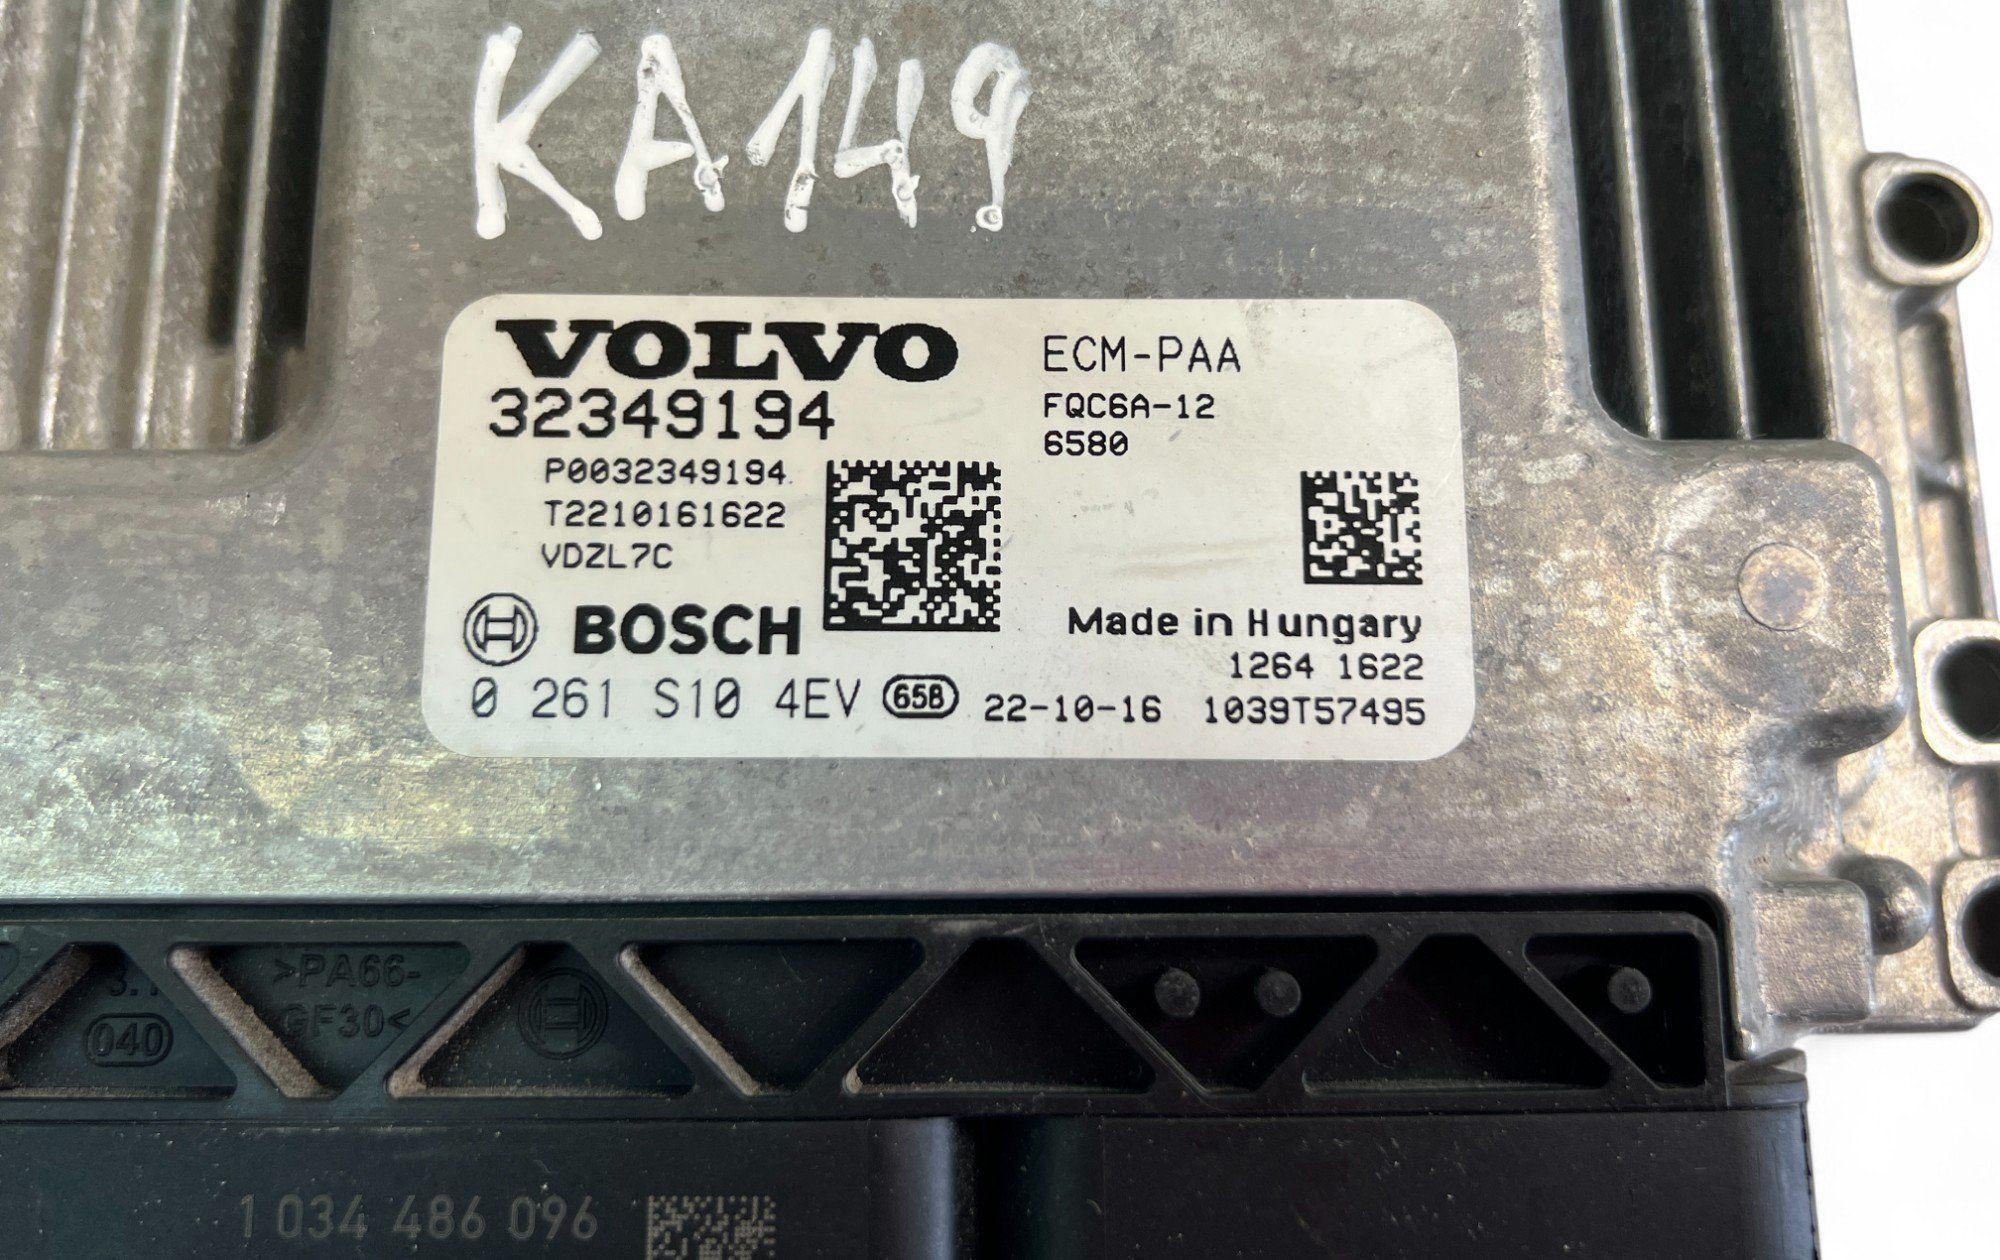 KA149
VOLVO
32349194
P0032349194
T2210161622
VDZL7C
ECM-PAA
FQC6A-12
6580
BOSCH
Made in Hungary
1264 1622
0 261 S10 4EV 65B 22-10-16 1039T57495
>PA66-
GF30<
040
1 034 486 096